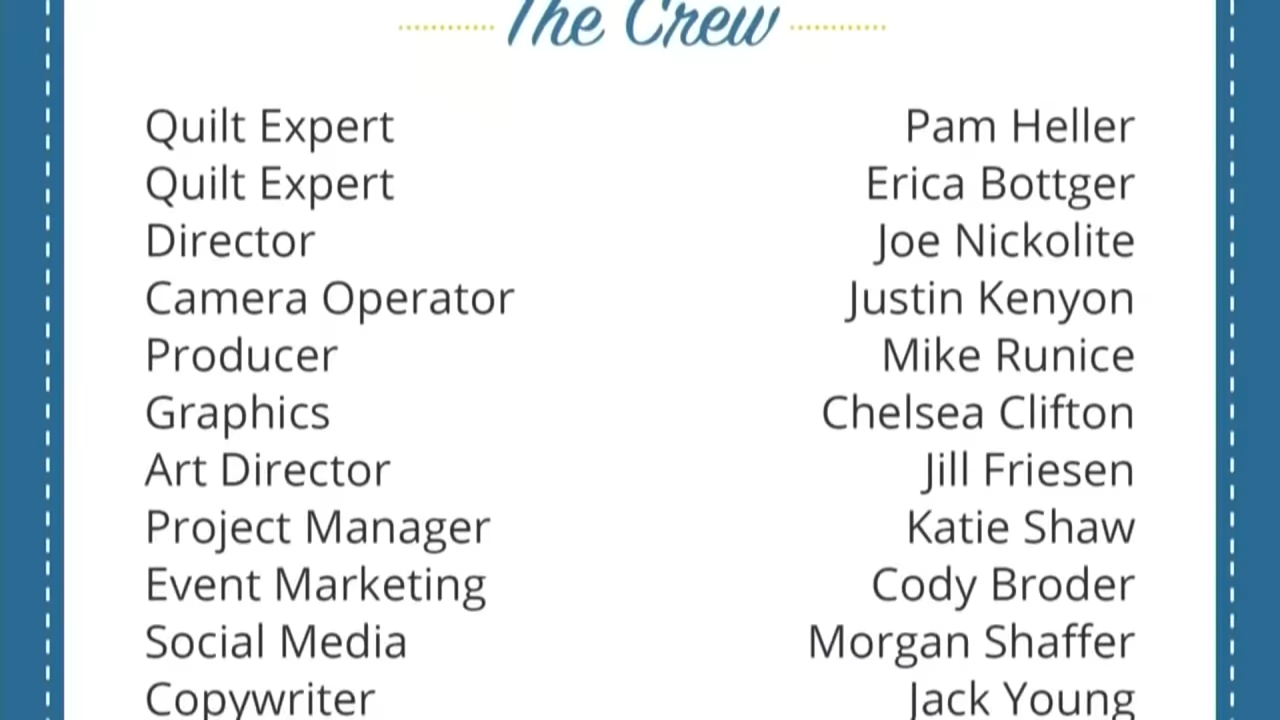 The Crew
Quilt Expert Pam Heller
Quilt Expert Erica Bottger
Director Joe Nickolite
Camera Operator Justin Kenyon
Producer Mike Runice
Graphics Chelsea Clifton
Art Director Jill Friesen
Project Manager Katie Shaw
Event Marketing Cody Broder
Social Media Morgan Shaffer
Copywriter Jack Young